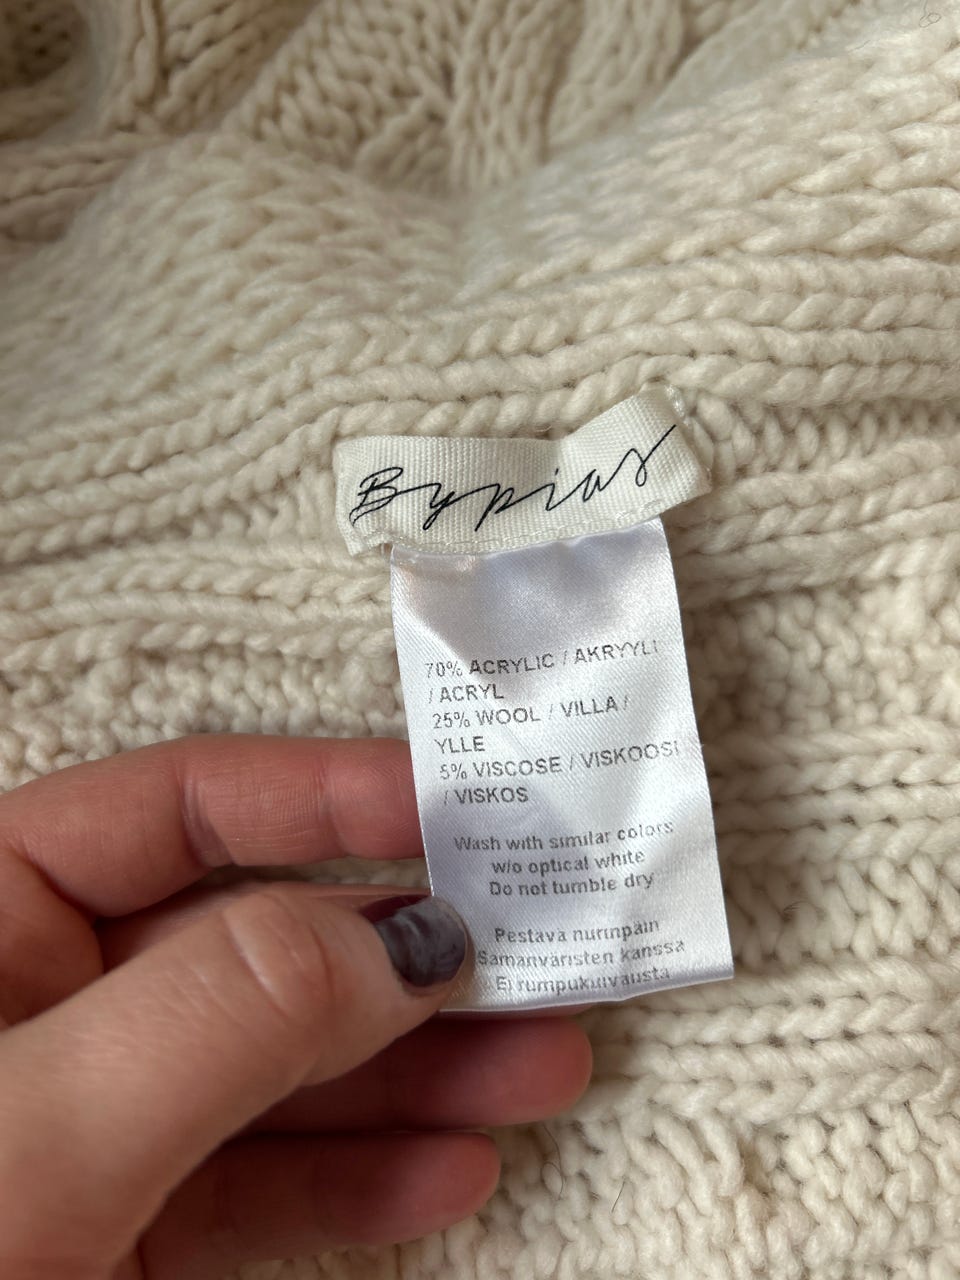 Bypias
70% ACRYLIC / AKRYYLI
/ ACRYL
25% WOOL / VILLA /
YLLE
5% VISCOSE / VISKOOSI
/ VISKOS
Wash with similar colors
w/o optical white
Do not tumble dry
Pestävä nurinpäin
Samanväristen kanssa
Ei rumpukuivausta